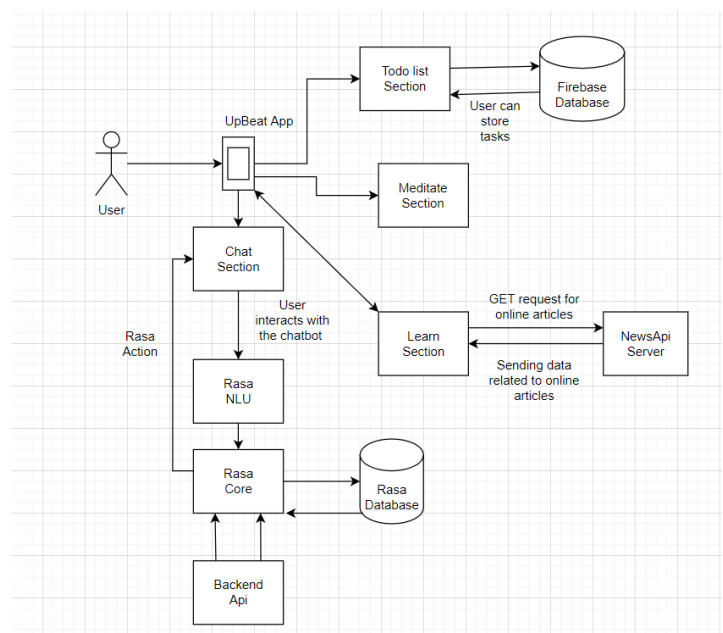 Todo list
Section
Firebase
Database
User can
store
tasks
UpBeat App
User
Meditate
Section
Chat
Section
User
interacts with
the chatbot
Rasa
Action
GET request for
online articles
Learn
Section
NewsApi
Server
Sending data
related to online
articles
Rasa
NLU
Rasa
Core
Rasa
Database
Backend
Api